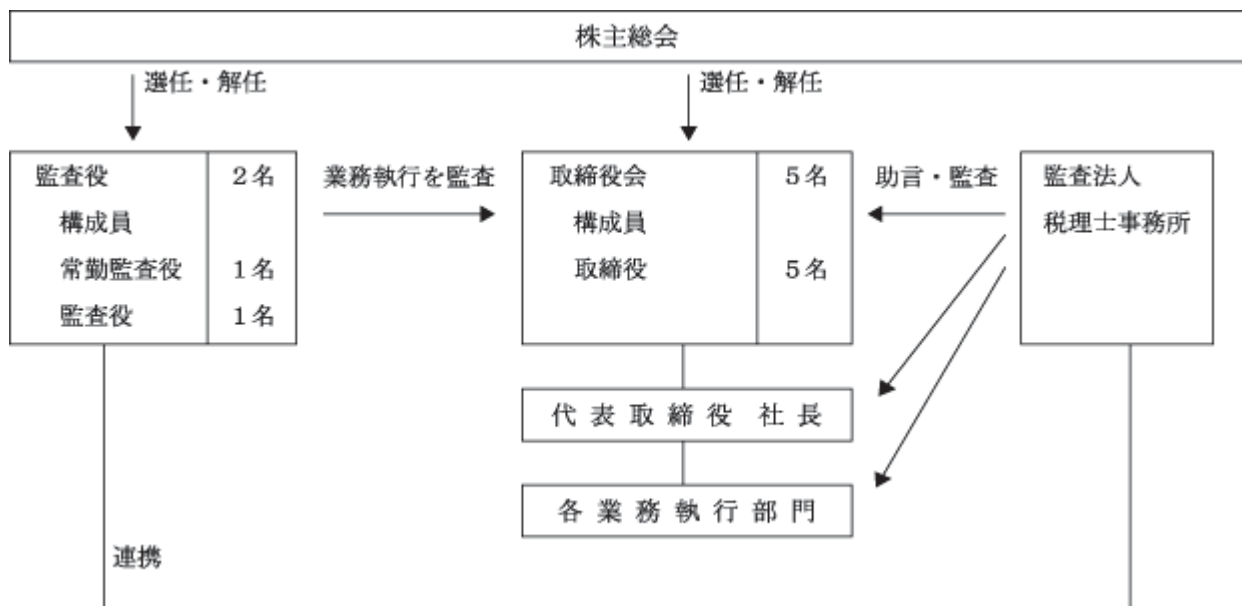 株主総会
選任・解任
選任・解任
監査役 2名
構成員
常勤監査役 1名
監査役 1名
業務執行を監査
取締役会 5名
構成員
取締役 5名
助言・監査
監査法人
税理士事務所
代表取締役 社長
各業務執行部門
連携